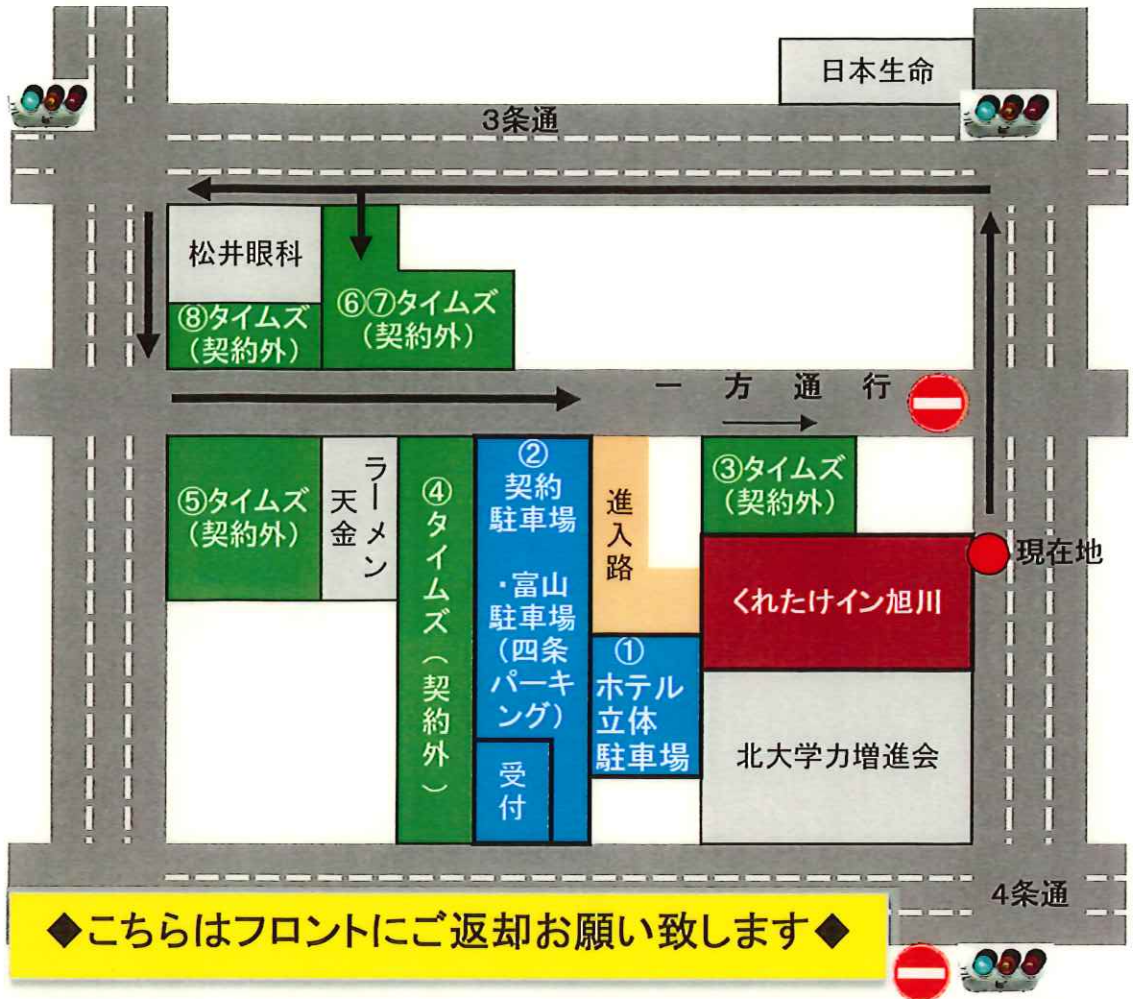 日本生命
3条通
松井眼科
⑧タイムズ
(契約外)
⑥⑦タイムズ
(契約外)
一方通行
⑤タイムズ
(契約外)
ラーメン
天金
④タイムズ(契約外)
②
契約
駐車場
・富山
駐車場
(四条
パーキ
ング)
受付
進入路
①
ホテル
立体
駐車場
③タイムズ
(契約外)
現在地
くれたけイン旭川
北大学力増進会
4条通
◆こちらはフロントにご返却お願い致します◆